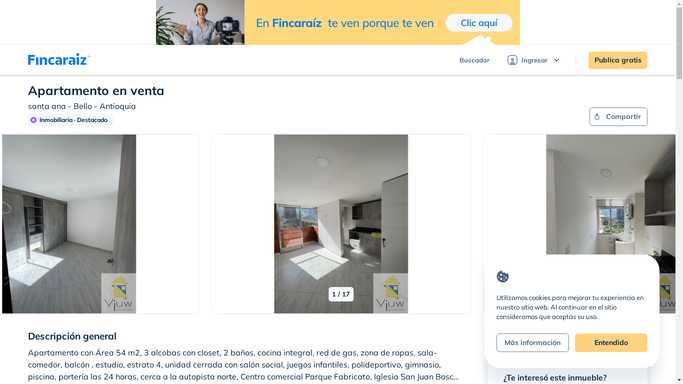 En Fincaraíz te ven porque te ven
Clic aquí
Fincaraiz
Buscador
Ingresar
Publica gratis
Apartamento en venta
santa ana - Bello - Antioquia
Inmobiliaria · Destacado
Compartir
1 / 17
Vjuw
Vjuw
Vjuw
Utilizamos cookies para mejorar tu experiencia en
nuestro sitio web. Al continuar en el sitio
consideramos que aceptas su uso.
Más información
Entendido
Descripción general
Apartamento con Área 54 m2, 3 alcobas con closet, 2 baños, cocina integral, red de gas, zona de ropas, sala-
comedor, balcón , estudio, estrato 4, unidad cerrada con salón social, juegos infantiles, polideportivo, gimnasio,
piscina, portería las 24 horas, cerca a la autopista norte, Centro comercial Parque Fabricato, Iglesia San Juan Bosc...
¿Te interesó este inmueble?